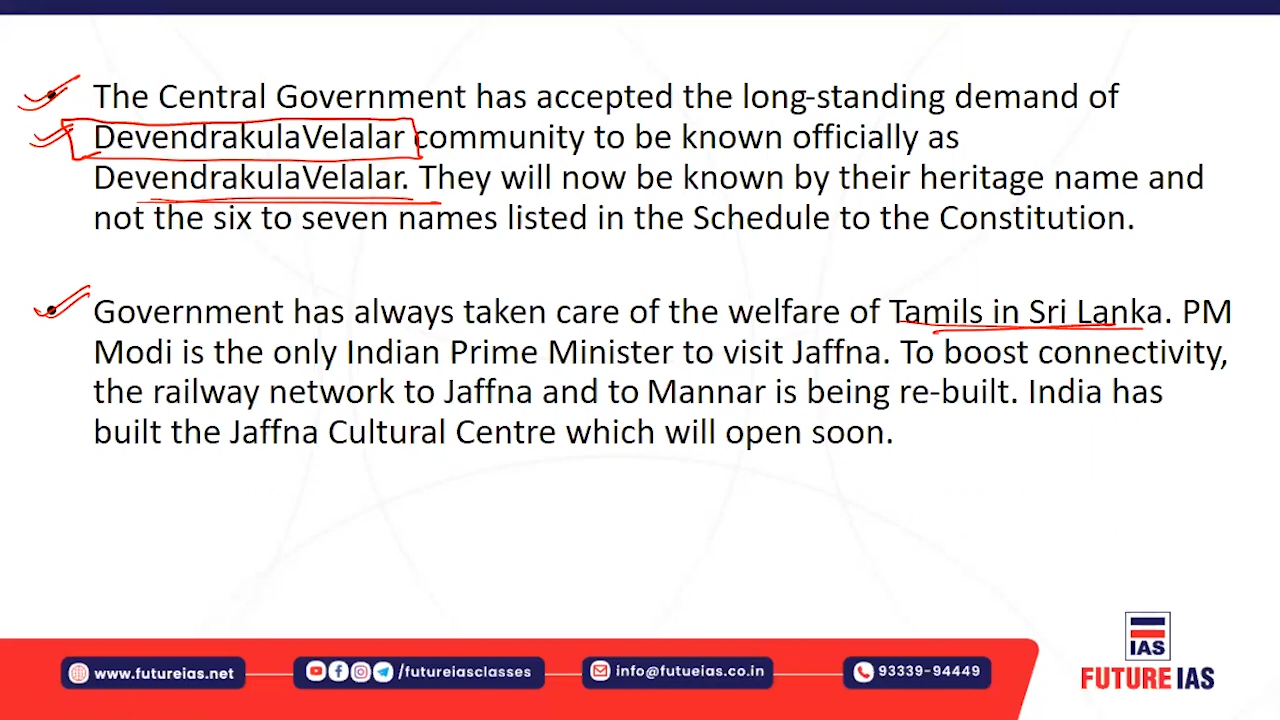 The Central Government has accepted the long-standing demand of
DevendrakulaVelalar community to be known officially as
DevendrakulaVelalar. They will now be known by their heritage name and
not the six to seven names listed in the Schedule to the Constitution.
Government has always taken care of the welfare of Tamils in Sri Lanka. PM
Modi is the only Indian Prime Minister to visit Jaffna. To boost connectivity,
the railway network to Jaffna and to Mannar is being re-built. India has
built the Jaffna Cultural Centre which will open soon.
IAS
FUTURE IAS
www.futureias.net
/futureiasclasses
info@futueias.co.in
93339-94449